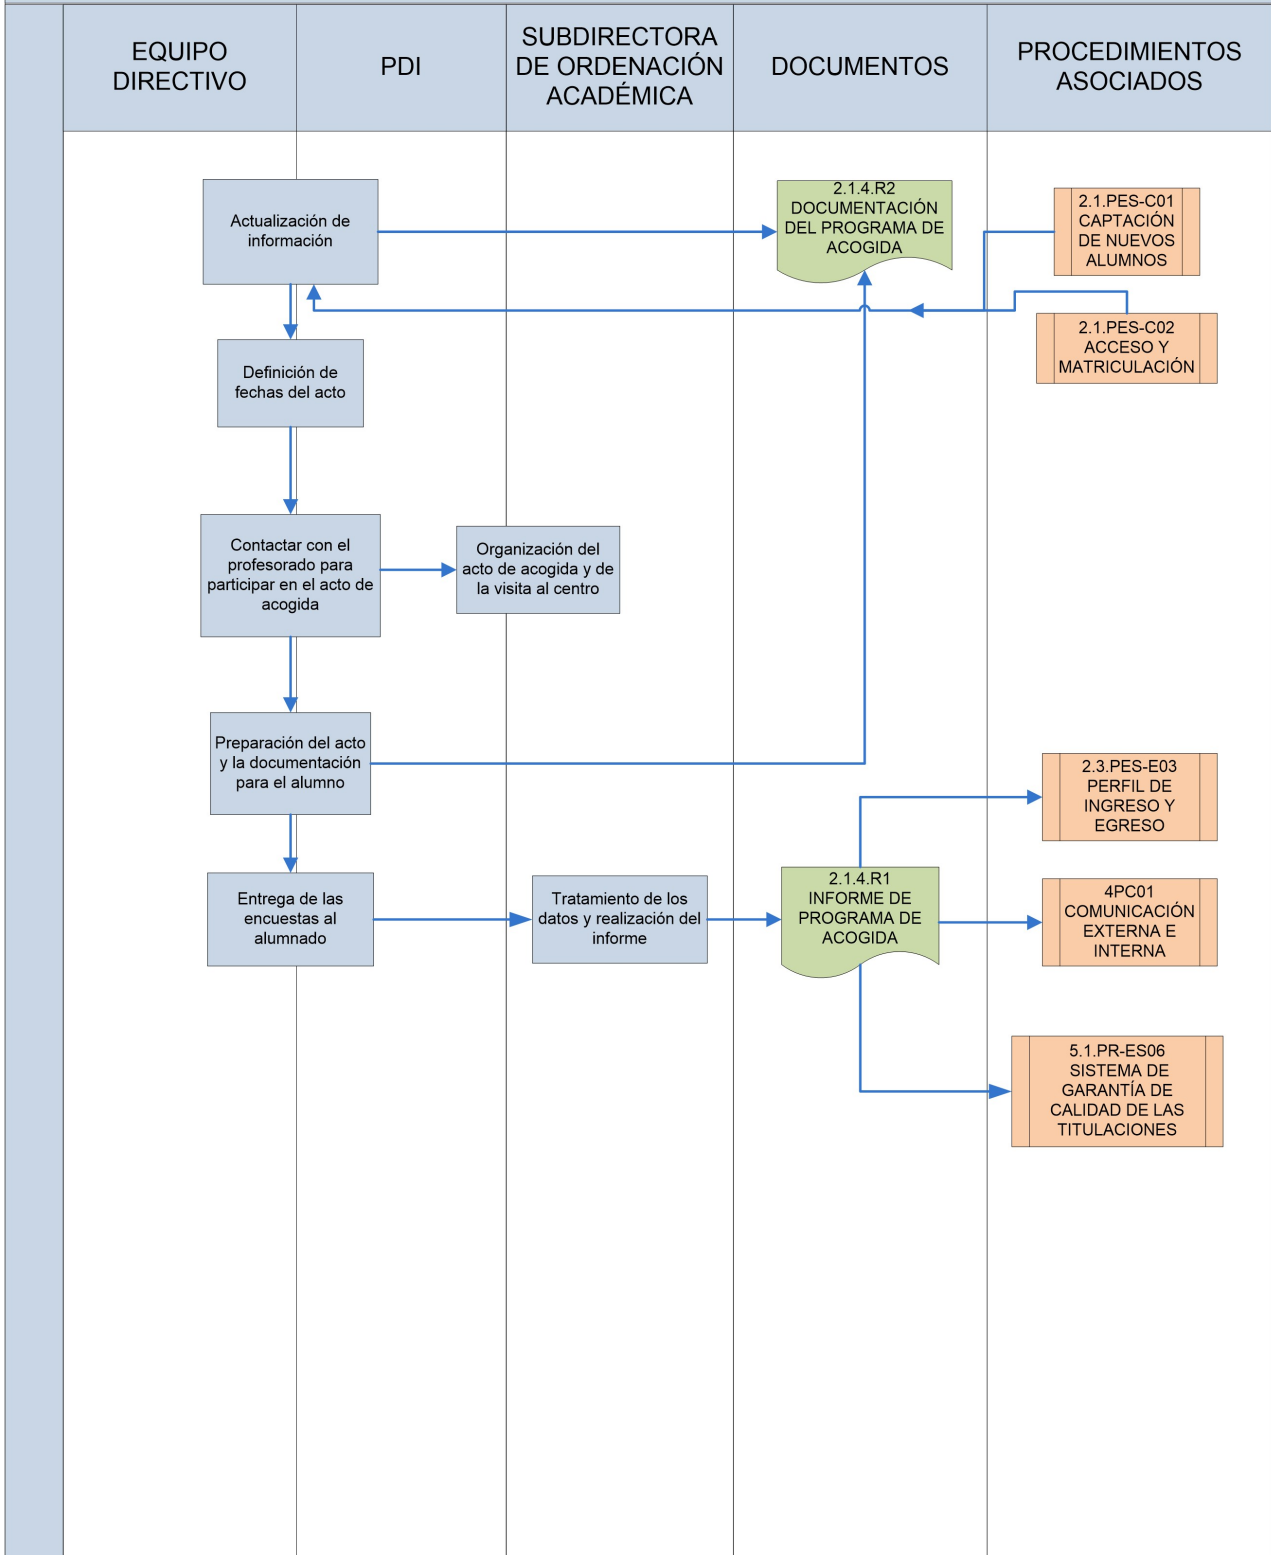 EQUIPO
DIRECTIVO
PDI
SUBDIRECTORA
DE ORDENACIÓN
ACADÉMICA
DOCUMENTOS
PROCEDIMIENTOS
ASOCIADOS
Actualización de
información
2.1.4.R2
DOCUMENTACIÓN
DEL PROGRAMA DE
ACOGIDA
2.1.PES-C01
CAPTACIÓN
DE NUEVOS
ALUMNOS
2.1.PES-C02
ACCESO Y
MATRICULACIÓN
Definición de
fechas del acto
Contactar con el
profesorado para
participar en el acto de
acogida
Organización del
acto de acogida y de
la visita al centro
Preparación del acto
y la documentación
para el alumno
2.3.PES-E03
PERFIL DE
INGRESO Y
EGRESO
Entrega de las
encuestas al
alumnado
Tratamiento de los
datos y realización del
informe
2.1.4.R1
INFORME DE
PROGRAMA DE
ACOGIDA
4PC01
COMUNICACIÓN
EXTERNA E
INTERNA
5.1.PR-ES06
SISTEMA DE
GARANTÍA DE
CALIDAD DE LAS
TITULACIONES